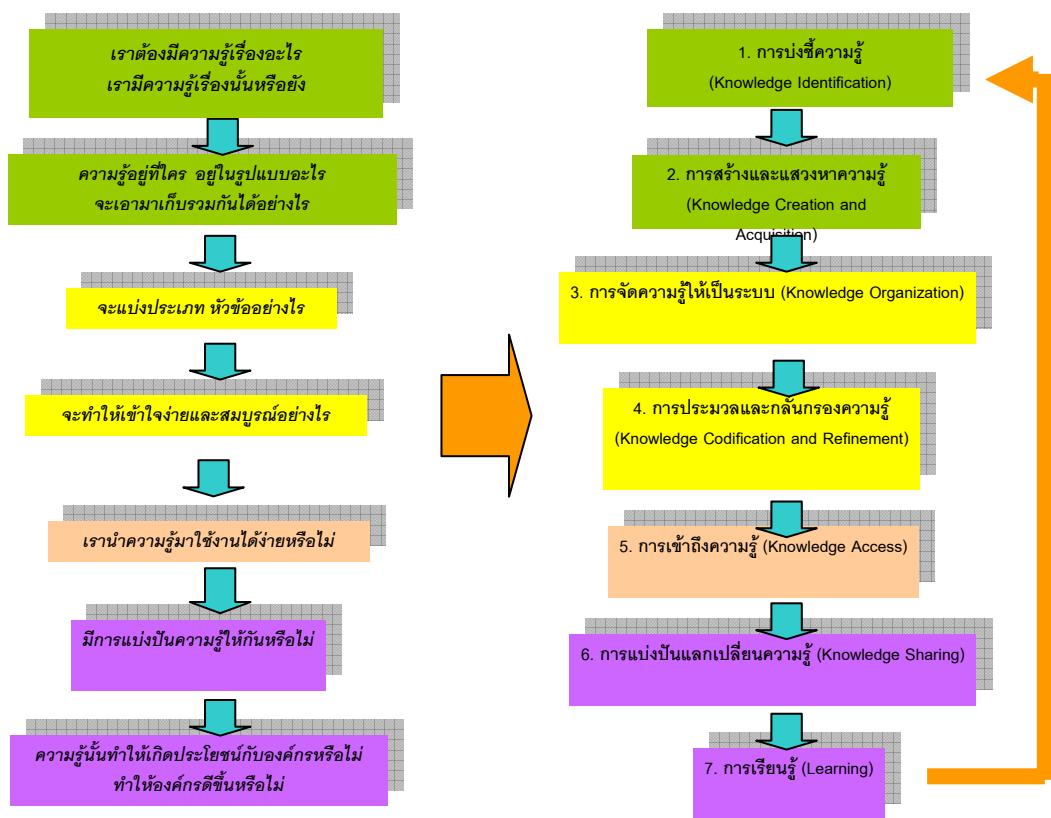 เราต้องมีความรู้เรื่องอะไร
เรามีความรู้เรื่องนั้นหรือยัง
ความรู้อยู่ที่ใคร อยู่ในรูปแบบอะไร
จะเอามาเก็บรวมกันได้อย่างไร
จะแบ่งประเภท หัวข้ออย่างไร
จะทำให้เข้าใจง่ายและสมบูรณ์อย่างไร
เรานำความรู้มาใช้งานได้ง่ายหรือไม่
มีการแบ่งปันความรู้ให้กันหรือไม่
ความรู้นั้นทำให้เกิดประโยชน์กับองค์กรหรือไม่
ทำให้องค์กรดีขึ้นหรือไม่
1. การบ่งชี้ความรู้
(Knowledge Identification)
2. การสร้างและแสวงหาความรู้
(Knowledge Creation and
Acquisition)
3. การจัดความรู้ให้เป็นระบบ (Knowledge Organization)
4. การประมวลและกลั่นกรองความรู้
(Knowledge Codification and Refinement)
5. การเข้าถึงความรู้ (Knowledge Access)
6. การแบ่งปันแลกเปลี่ยนความรู้ (Knowledge Sharing)
7. การเรียนรู้ (Learning)